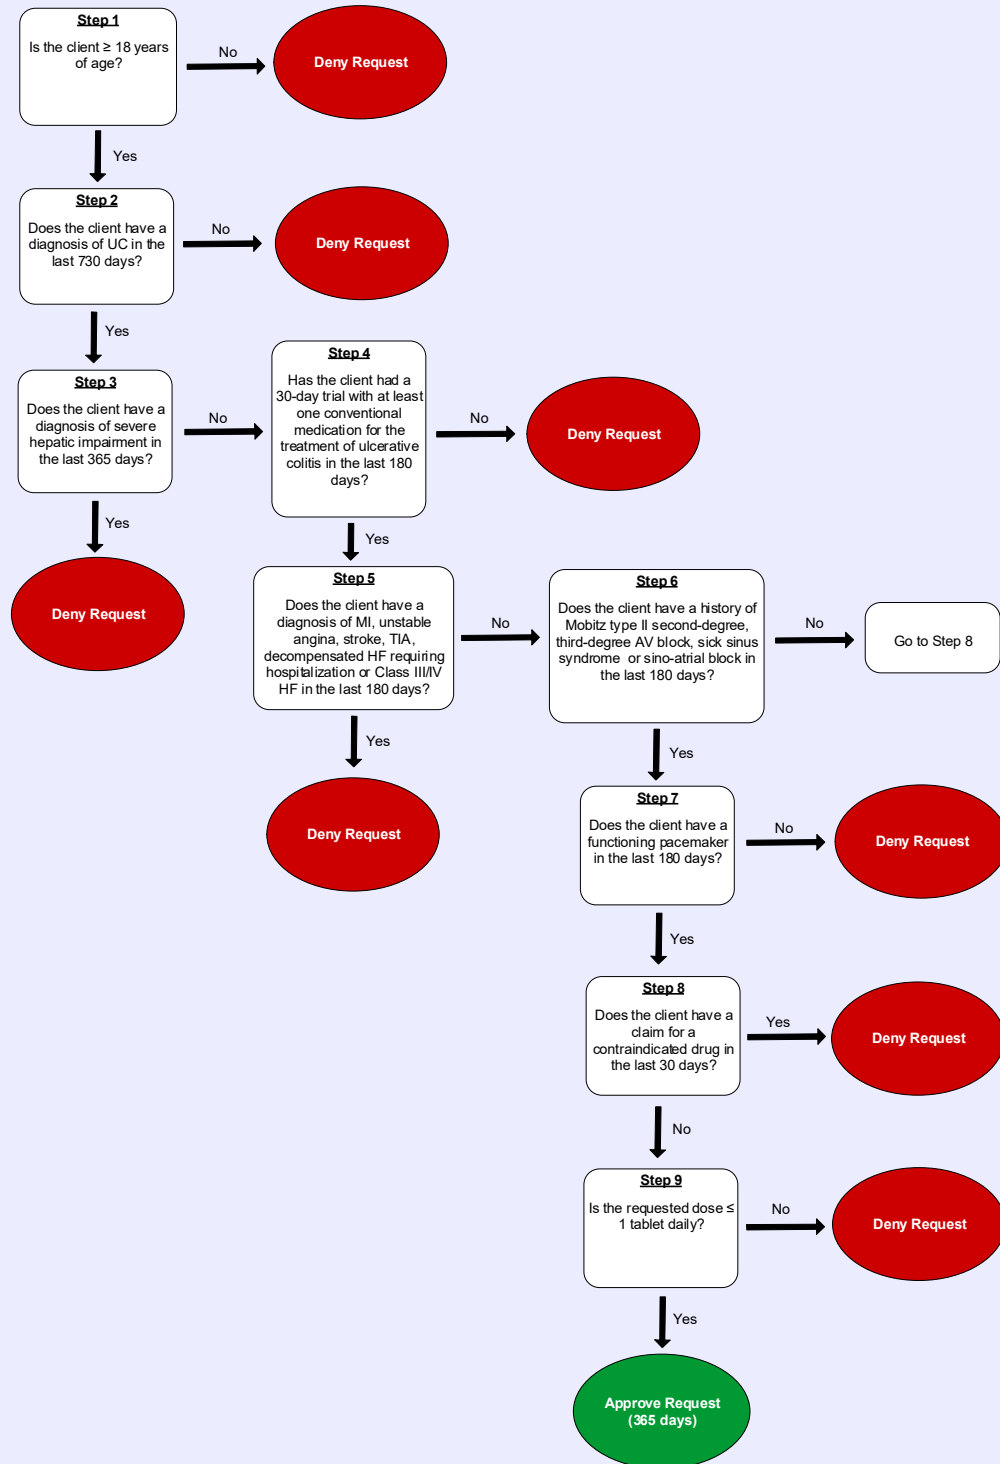 Step 1
Is the client ≥ 18 years
of age?
No
Deny Request
Yes
Step 2
Does the client have a
diagnosis of UC in the
last 730 days?
No
Deny Request
Yes
Step 3
Does the client have a
diagnosis of severe
hepatic impairment in
the last 365 days?
No
Yes
Deny Request
Step 4
Has the client had a
30-day trial with at least
one conventional
medication for the
treatment of ulcerative
colitis in the last 180
days?
No
Deny Request
Yes
Step 5
Does the client have a
diagnosis of MI, unstable
angina, stroke, TIA,
decompensated HF requiring
hospitalization or Class III/IV
HF in the last 180 days?
No
Yes
Deny Request
Step 6
Does the client have a history of
Mobitz type II second-degree,
third-degree AV block, sick sinus
syndrome or sino-atrial block in
the last 180 days?
No
Go to Step 8
Yes
Step 7
Does the client have a
functioning pacemaker
in the last 180 days?
No
Deny Request
Yes
Step 8
Does the client have a
claim for a
contraindicated drug in
the last 30 days?
Yes
Deny Request
No
Step 9
Is the requested dose ≤
1 tablet daily?
No
Deny Request
Yes
Approve Request
(365 days)